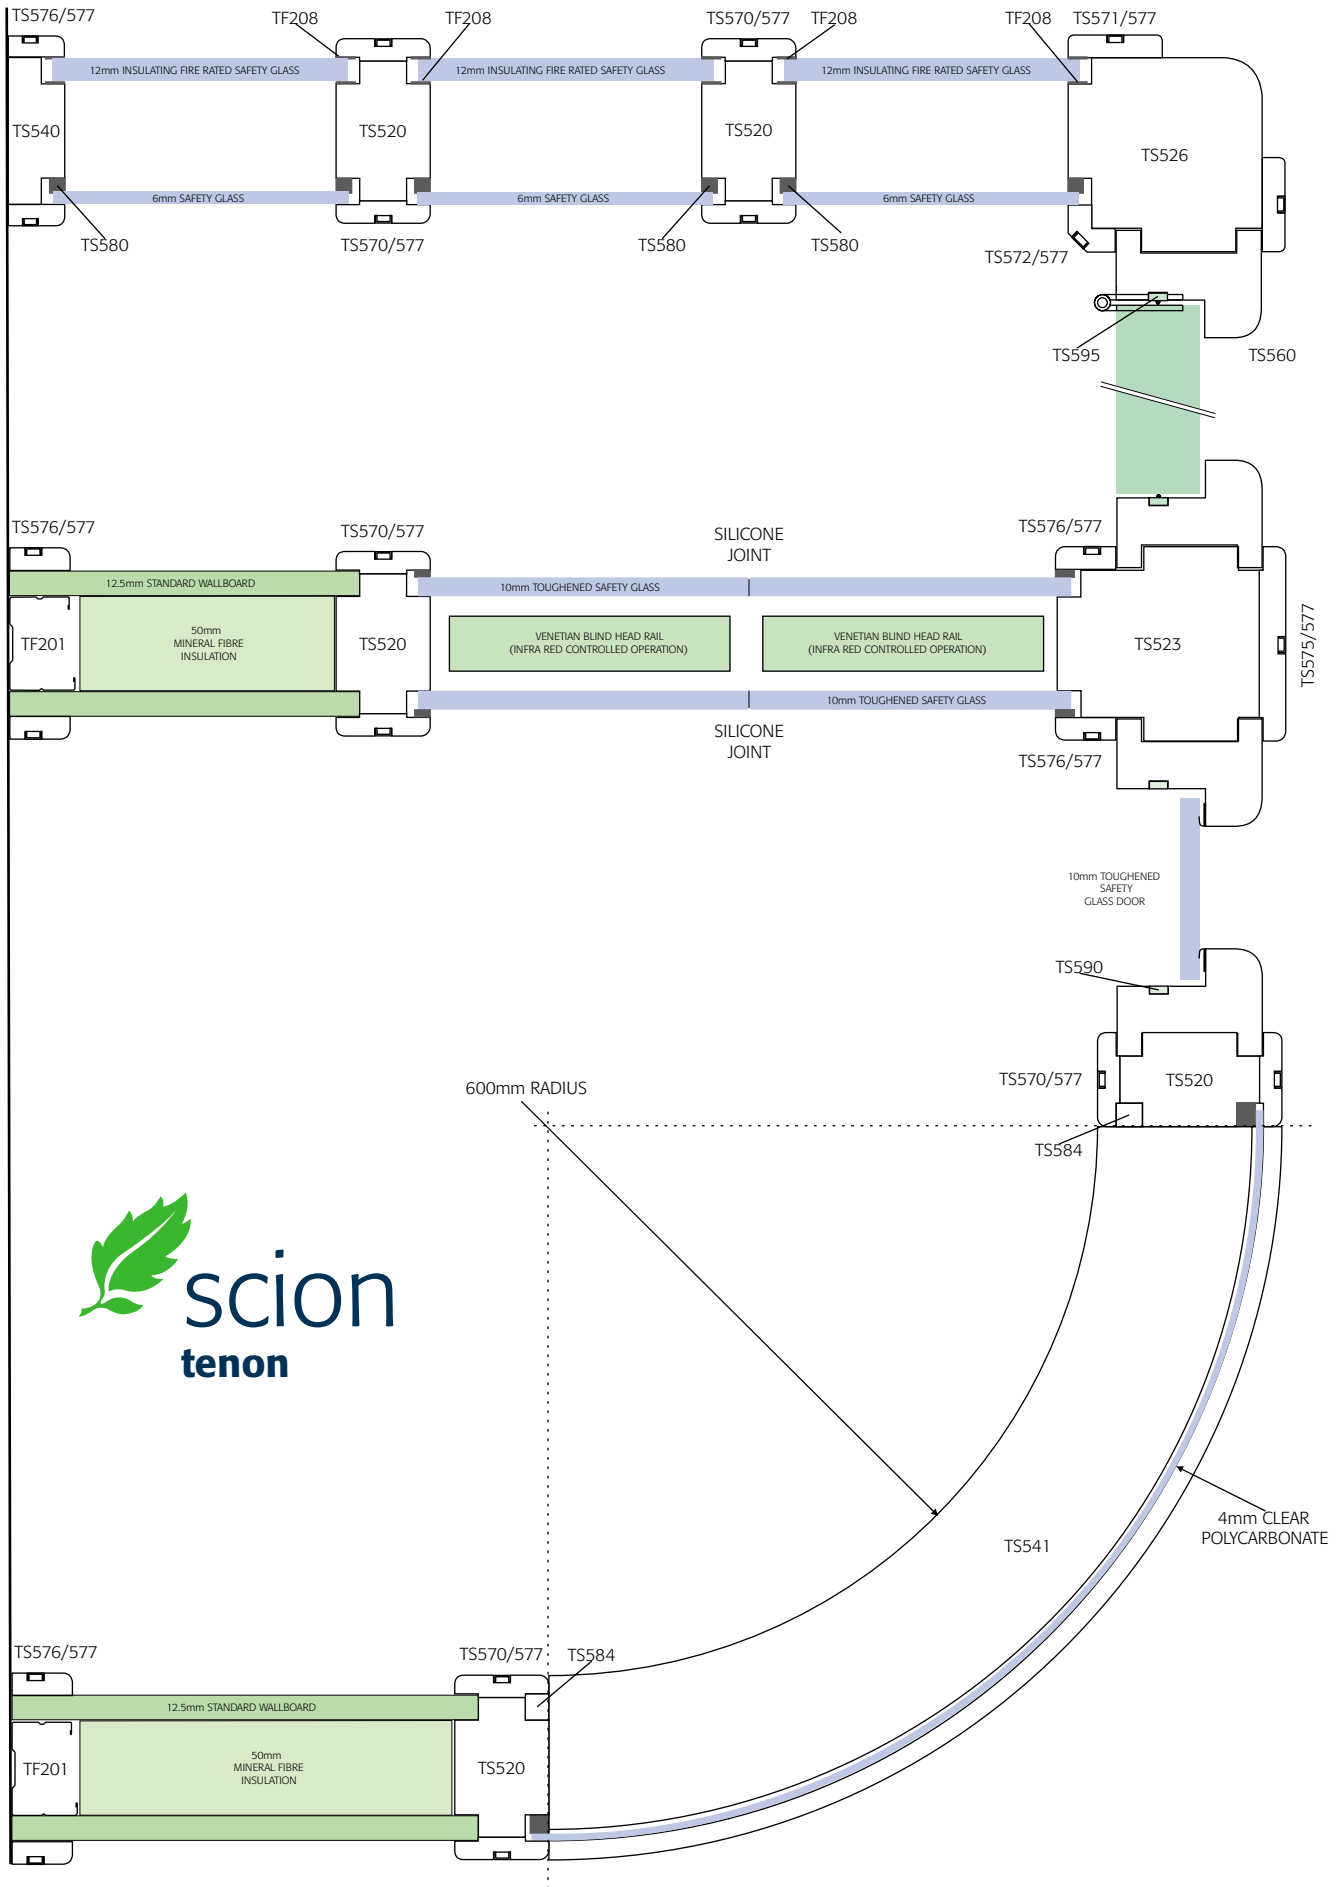 TS576/577
TF208
TF208
TS570/577
TF208
TF208
TS571/577
12mm INSULATING FIRE RATED SAFETY GLASS
12mm INSULATING FIRE RATED SAFETY GLASS
12mm INSULATING FIRE RATED SAFETY GLASS
TS540
TS520
TS520
TS526
6mm SAFETY GLASS
6mm SAFETY GLASS
6mm SAFETY GLASS
TS580
TS570/577
TS580
TS580
TS572/577
TS595
TS560
TS576/577
TS570/577
SILICONE
JOINT
TS576/577
12.5mm STANDARD WALLBOARD
10mm TOUGHENED SAFETY GLASS
TF201
50mm
MINERAL FIBRE
INSULATION
TS520
VENETIAN BLIND HEAD RAIL
(INFRA RED CONTROLLED OPERATION)
VENETIAN BLIND HEAD RAIL
(INFRA RED CONTROLLED OPERATION)
TS523
TS575/577
10mm TOUGHENED SAFETY GLASS
SILICONE
JOINT
TS576/577
10mm TOUGHENED
SAFETY
GLASS DOOR
TS590
600mm RADIUS
TS570/577
TS520
TS584
scion
tenon
4mm CLEAR
POLYCARBONATE
TS541
TS576/577
TS570/577
TS584
12.5mm STANDARD WALLBOARD
TF201
50mm
MINERAL FIBRE
INSULATION
TS520